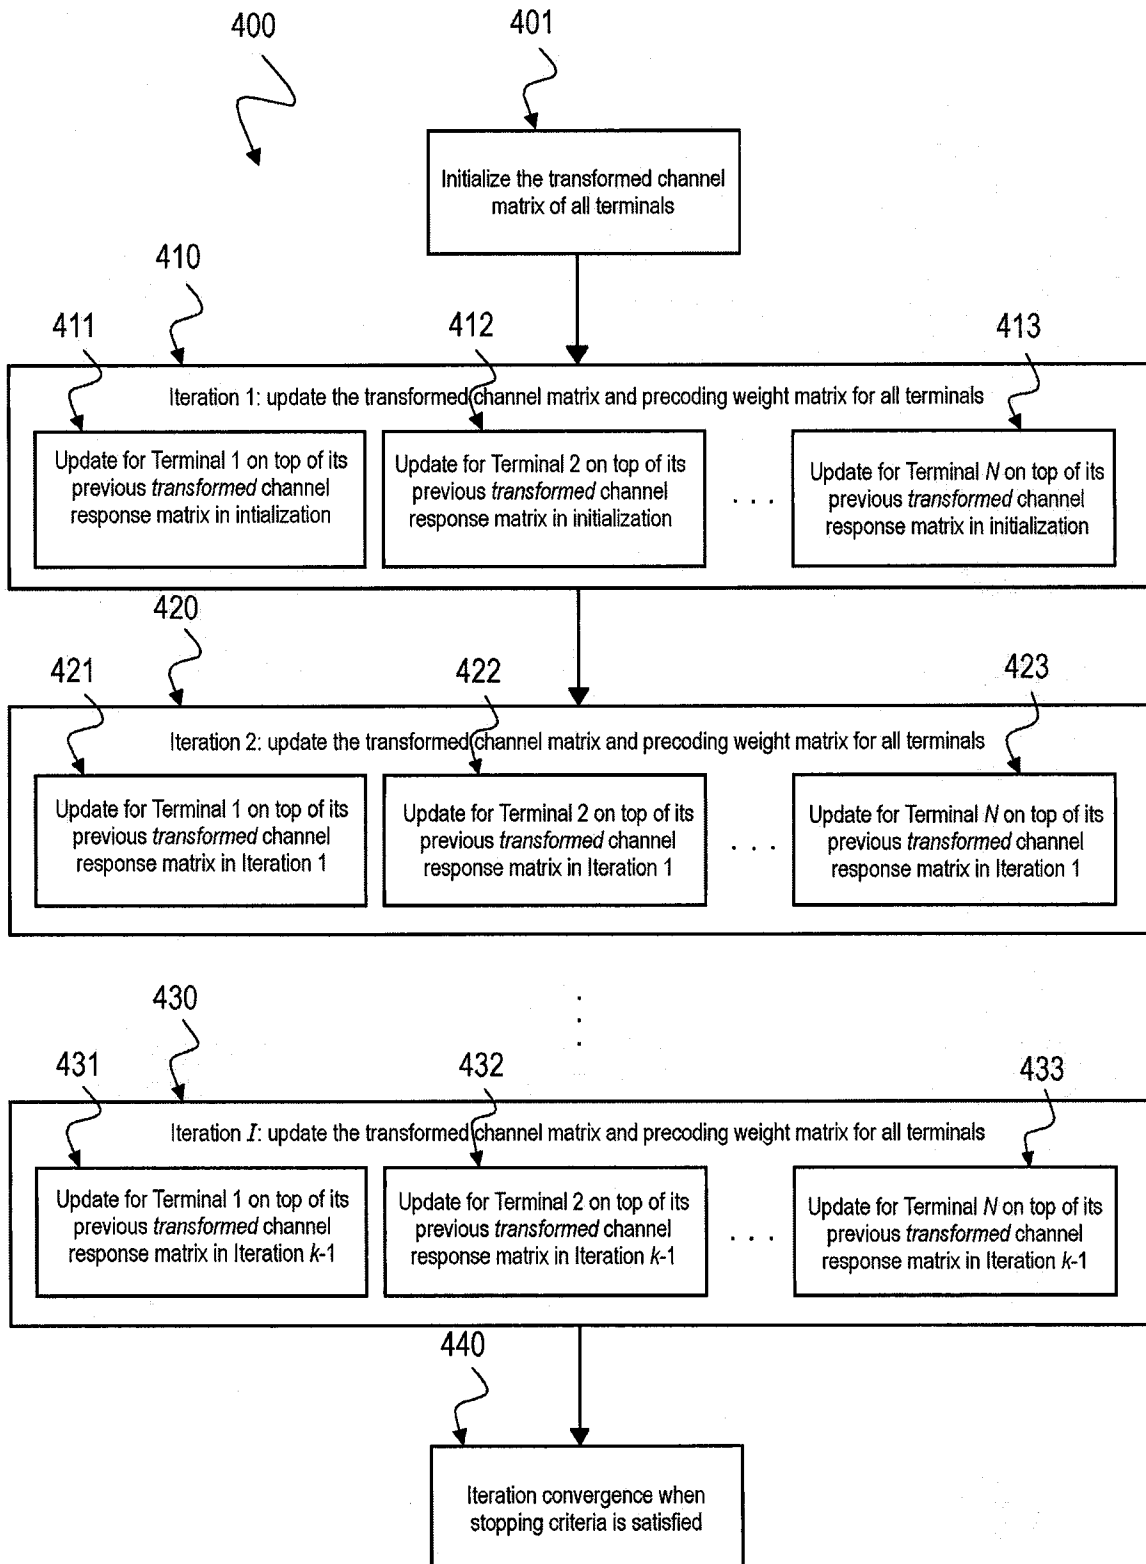 400
401
Initialize the transformed channel
matrix of all terminals
410
411
412
413
Iteration 1: update the transformed channel matrix and precoding weight matrix for all terminals
Update for Terminal 1 on top of its
previous transformed channel
response matrix in intialization
Update for Terminal 2 on top of its
previous transformed channel
response matrix in initialization
. . .
Update for Terminal N on top of its
previous transformed channel
response matrix in initialization
420
421
422
423
Iteration 2: update the transformed channel matrix and precoding weight matrix for all terminals
Update for Terminal 1 on top of its
previous transformed channel
response matrix in Iteration 1
Update for Terminal 2 on top of its
previous transformed channel
response matrix in Iteration 1
. . .
Update for Terminal N on top of its
previous transformed channel
response matrix in Iteration 1
430
431
432
433
Iteration I: update the transformed channel matrix and precoding weight matrix for all terminals
Update for Terminal 1 on top of its
previous transformed channel
response matrix in Iteration k-1
Update for Terminal 2 on top of its
previous transformed channel
response matrix in Iteration k-1
. . .
Update for Terminal N on top of its
previous transformed channel
response matrix in Iteration k-1
440
Iteration convergence when
stopping criteria is satisfied